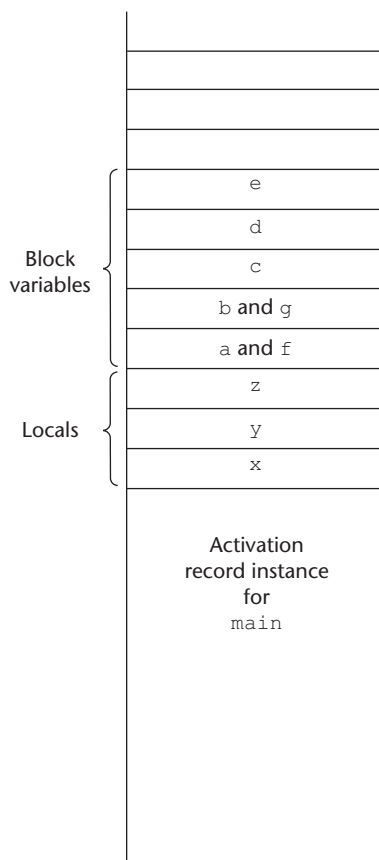 e
d
Block
variables
c
b and g
a and f
z
Locals
y
x
Activation
record instance
for
main